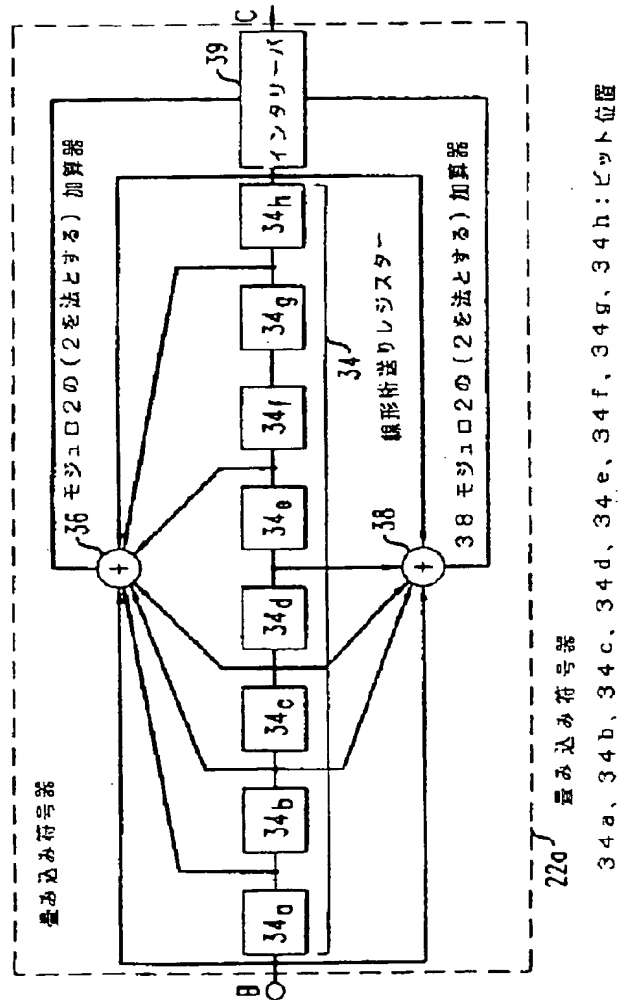 畳み込み符号器
36 モジュロ2の(2を法とする)加算器
39
インタリーバ
IC
B
34a
34b
34c
34d
34e
34f
34g
34h
34
線形桁送りレジスター
38
38 モジュロ2の(2を法とする)加算器
22a
畳み込み符号器
34a、34b、34c、34d、34e、34f、34g、34h:ビット位置